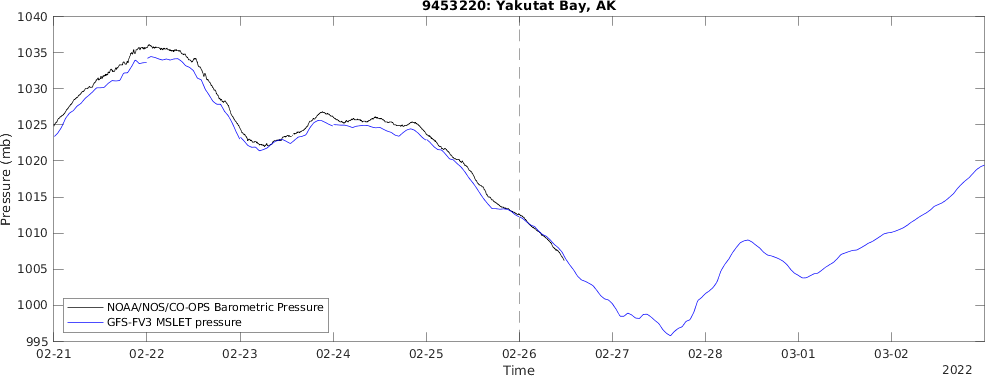 9453220: Yakutat Bay, AK
Pressure (mb)
1040
1035
1030
1025
1020
1015
1010
1005
1000
995
NOAA/NOS/CO-OPS Barometric Pressure
GFS-FV3 MSLET pressure
02-21 02-22 02-23 02-24 02-25 02-26 02-27 02-28 03-01 03-02
Time
2022